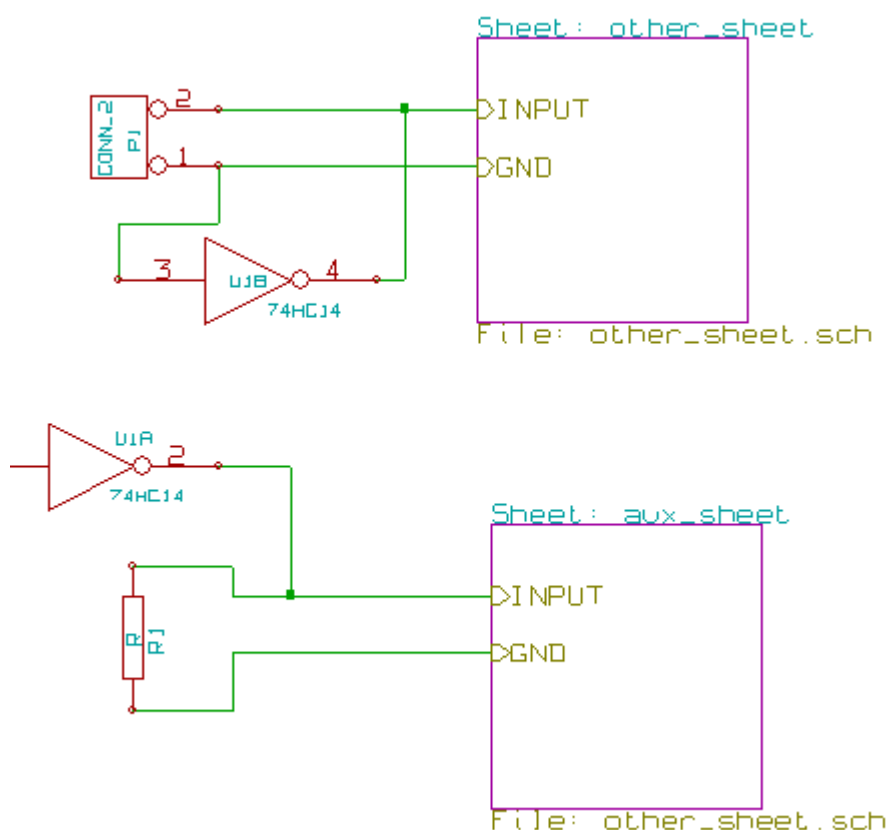 Sheet: other_sheet
2
INPUT
CONN_2
P1
1
GND
3
U1B
4
74HC14
File: other_sheet.sch
U1A
2
74HC14
Sheet: aux_sheet
INPUT
R
R1
GND
File: other_sheet.sch